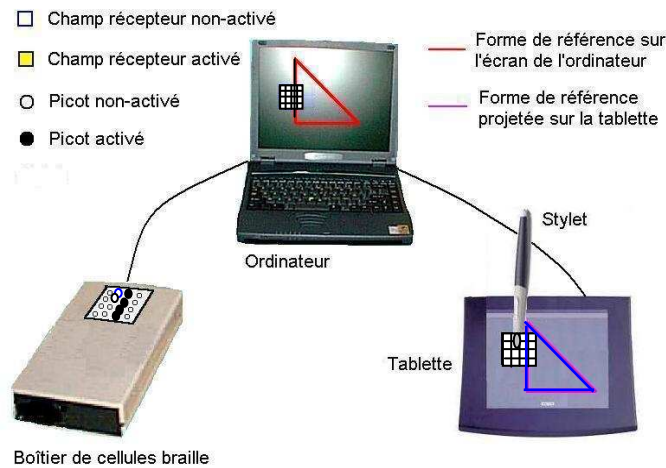 Champ récepteur non-activé
Champ récepteur activé
Picot non-activé
Picot activé
Forme de référence sur
l'écran de l'ordinateur
Forme de référence
projetée sur la tablette
Stylet
Ordinateur
Tablette
Boîtier de cellules braille